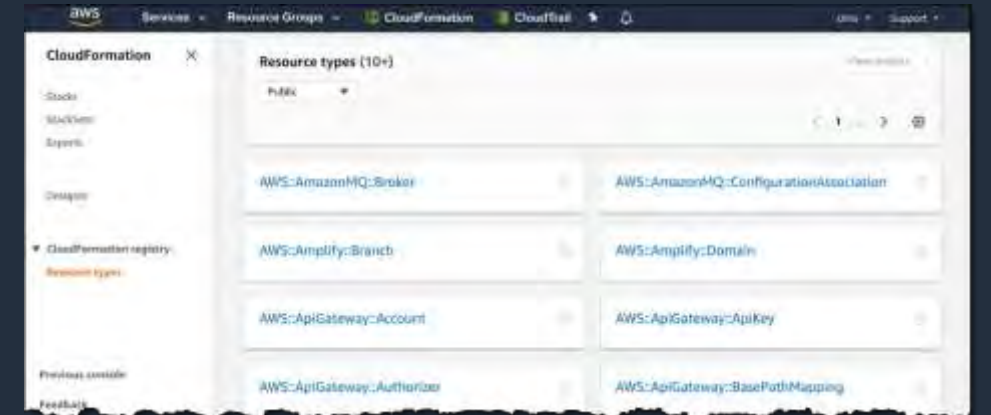 aws Services Resource Groups CloudFormation CloudTrail Support
CloudFormation
Stacks
StackSets
Exports
Designer
CloudFormation registry
Resource types
Previous console
Feedback
Resource types (10+)
Public
1
AWS::AmazonMQ::Broker
AWS::AmazonMQ::ConfigurationAssociation
AWS::Amplify::Branch
AWS::Amplify::Domain
AWS::ApiGateway::Account
AWS::ApiGateway::ApiKey
AWS::ApiGateway::Authorizer
AWS::ApiGateway::BasePathMapping